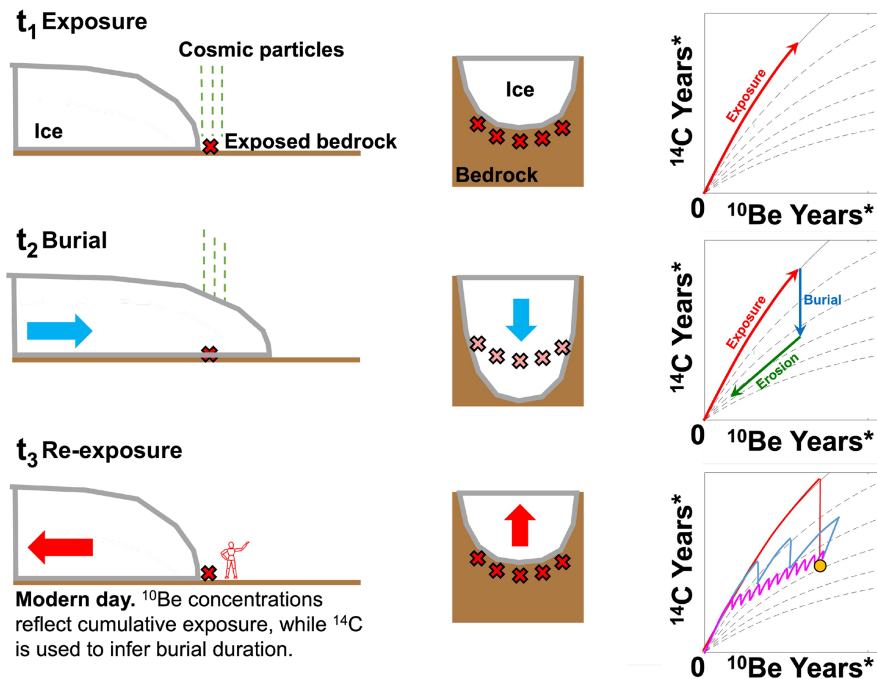 t₁ Exposure
Cosmic particles
Ice
Exposed bedrock
Ice
Bedrock
¹⁴C Years*
Exposure
0
¹⁰Be Years*
t₂ Burial
¹⁴C Years*
Exposure
Burial
Erosion
0
¹⁰Be Years*
t₃ Re-exposure
Modern day. ¹⁰Be concentrations
reflect cumulative exposure, while ¹⁴C
is used to infer burial duration.
¹⁴C Years*
0
¹⁰Be Years*